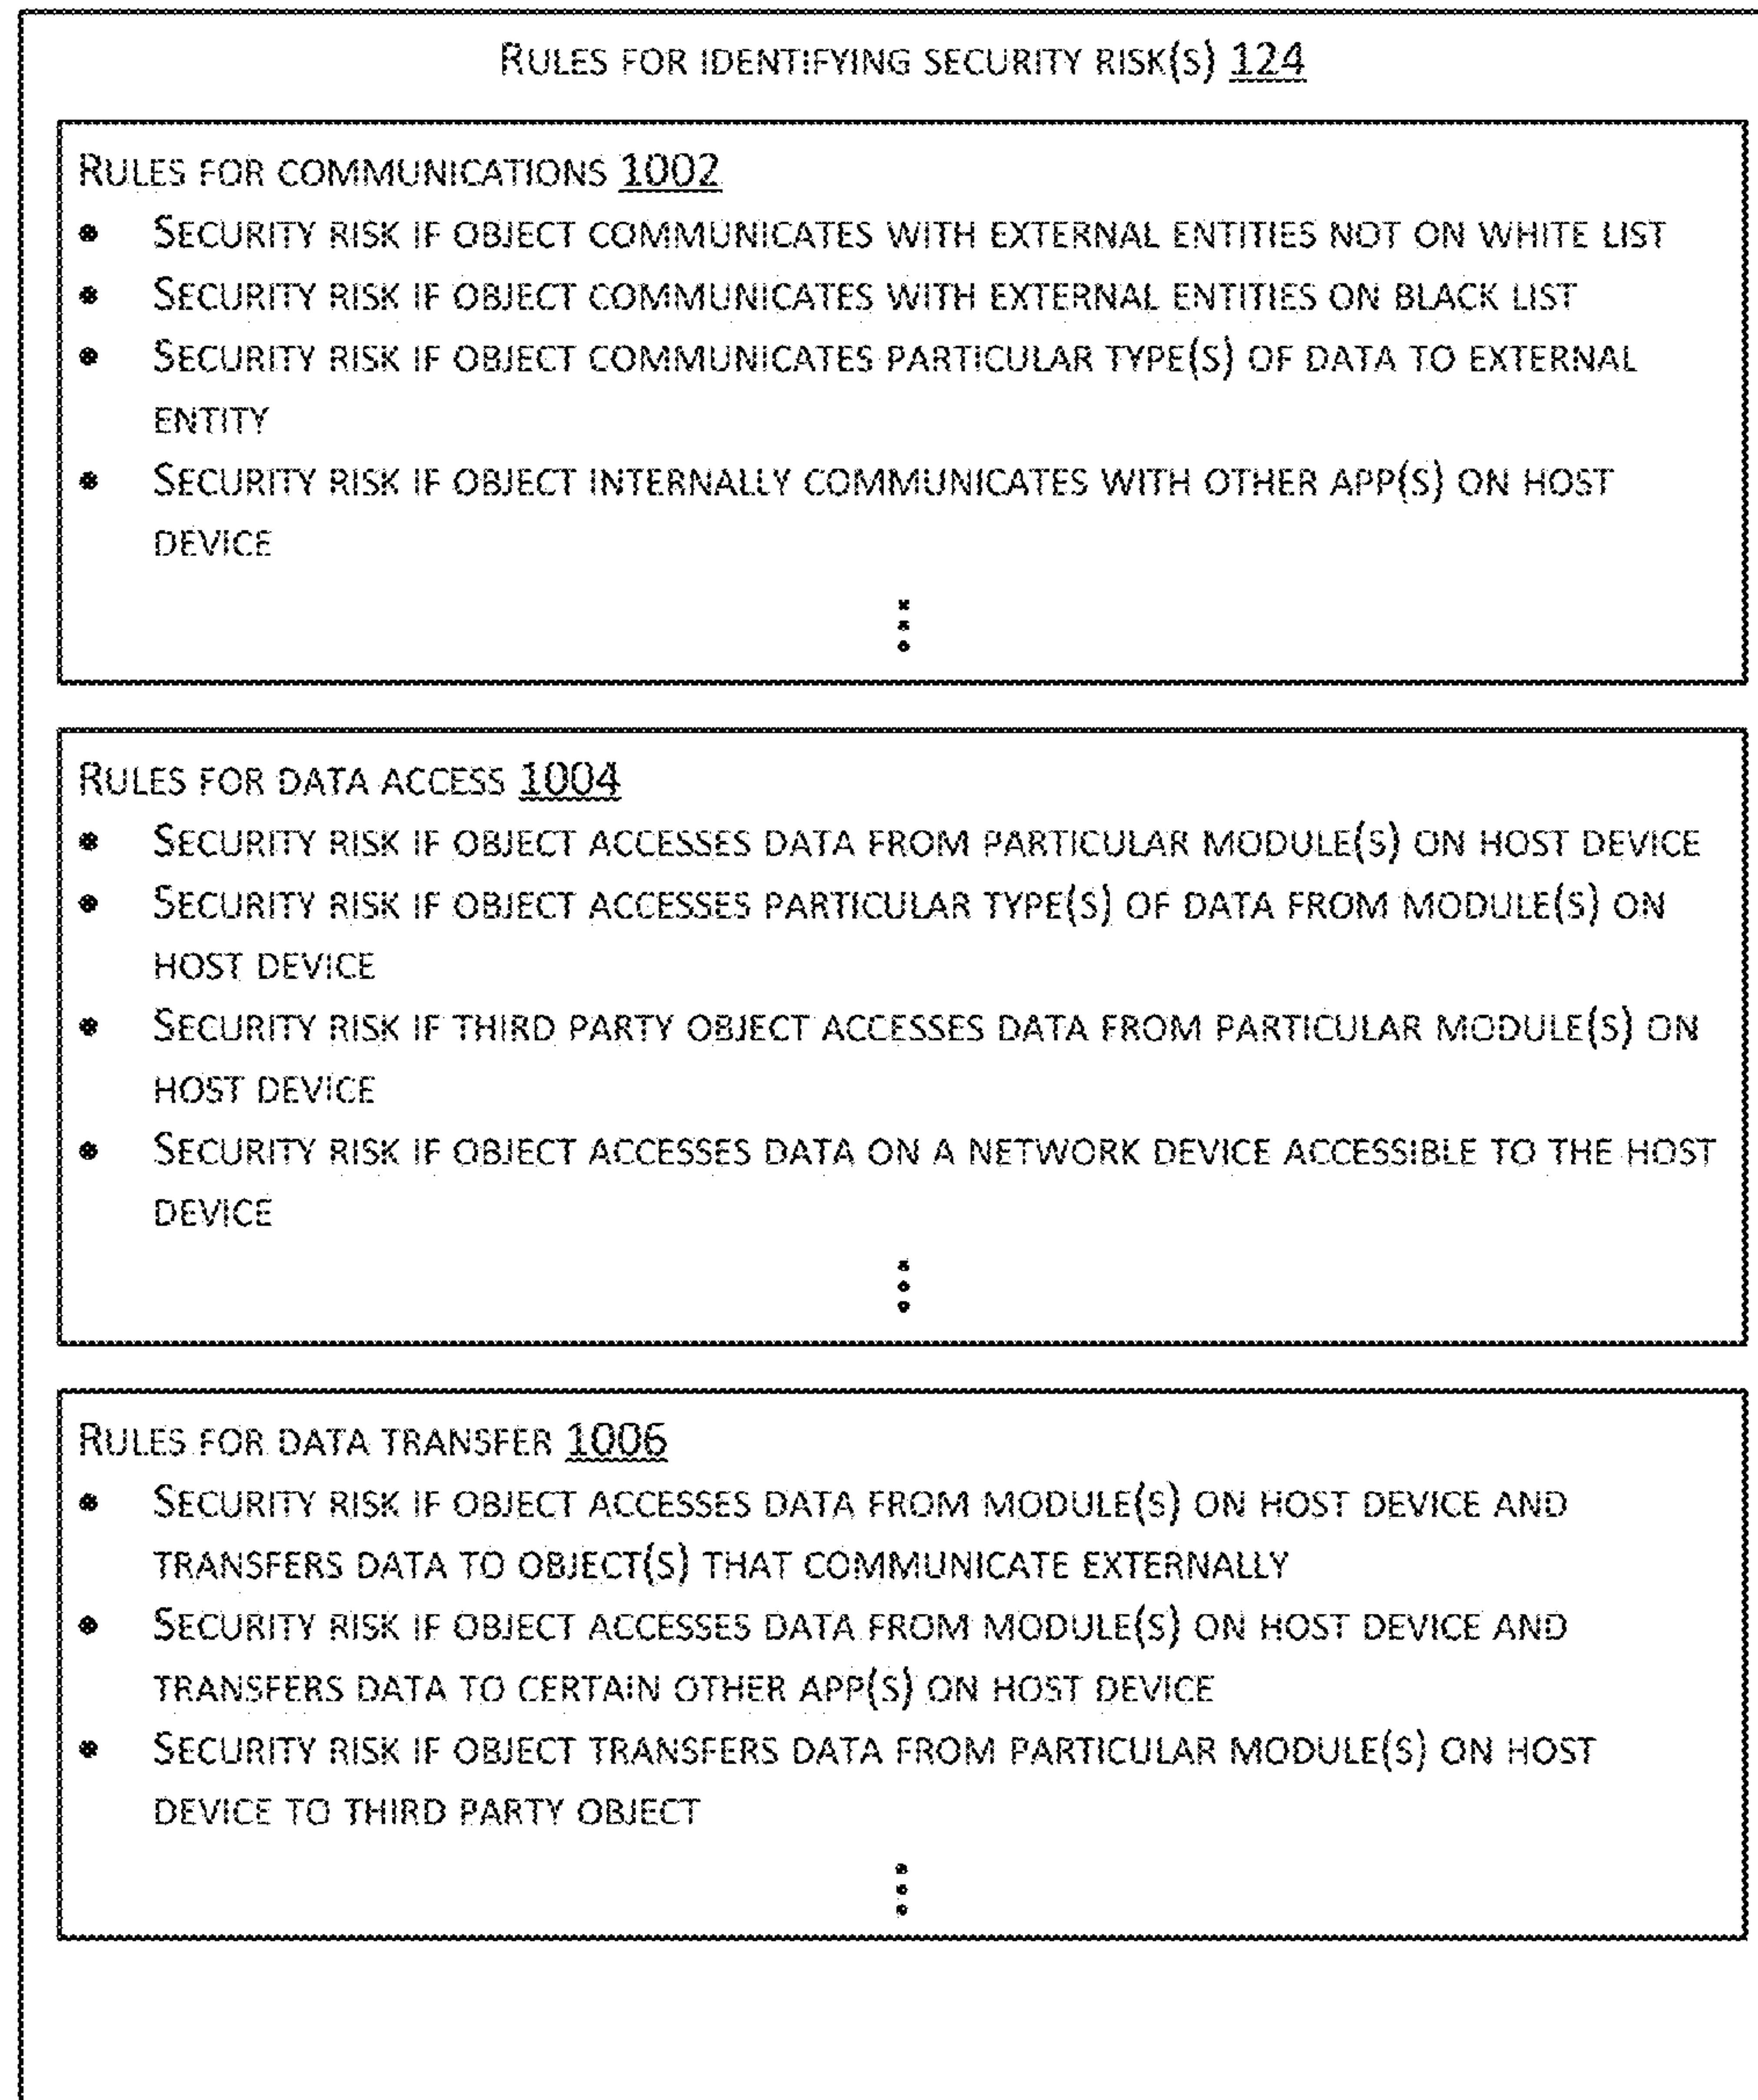 RULES FOR IDENTIFYING SECURITY RISK(S) 124
RULES FOR COMMUNICATIONS 1002
• SECURITY RISK IF OBJECT COMMUNICATES WITH EXTERNAL ENTITIES NOT ON WHITE LIST
• SECURITY RISK IF OBJECT COMMUNICATES WITH EXTERNAL ENTITIES ON BLACK LIST
• SECURITY RISK IF OBJECT COMMUNICATES PARTICULAR TYPE(S) OF DATA TO EXTERNAL
ENTITY
• SECURITY RISK IF OBJECT INTERNALLY COMMUNICATES WITH OTHER APP(S) ON HOST
DEVICE
RULES FOR DATA ACCESS 1004
• SECURITY RISK IF OBJECT ACCESSES DATA FROM PARTICULAR MODULE(S) ON HOST DEVICE
• SECURITY RISK IF OBJECT ACCESSES PARTICULAR TYPE(S) OF DATA FROM MODULE(S) ON
HOST DEVICE
• SECURITY RISK IF THIRD PARTY OBJECT ACCESSES DATA FROM PARTICULAR MODULE(S) ON
HOST DEVICE
• SECURITY RISK IF OBJECT ACCESSES DATA ON A NETWORK DEVICE ACCESSIBLE TO THE HOST
DEVICE
RULES FOR DATA TRANSFER 1006
• SECURITY RISK IF OBJECT ACCESSES DATA FROM MODULE(S) ON HOST DEVICE AND
TRANSFERS DATA TO OBJECT(S) THAT COMMUNICATE EXTERNALLY
• SECURITY RISK IF OBJECT ACCESSES DATA FROM MODULE(S) ON HOST DEVICE AND
TRANSFERS DATA TO CERTAIN OTHER APP(S) ON HOST DEVICE
• SECURITY RISK IF OBJECT TRANSFERS DATA FROM PARTICULAR MODULE(S) ON HOST
DEVICE TO THIRD PARTY OBJECT